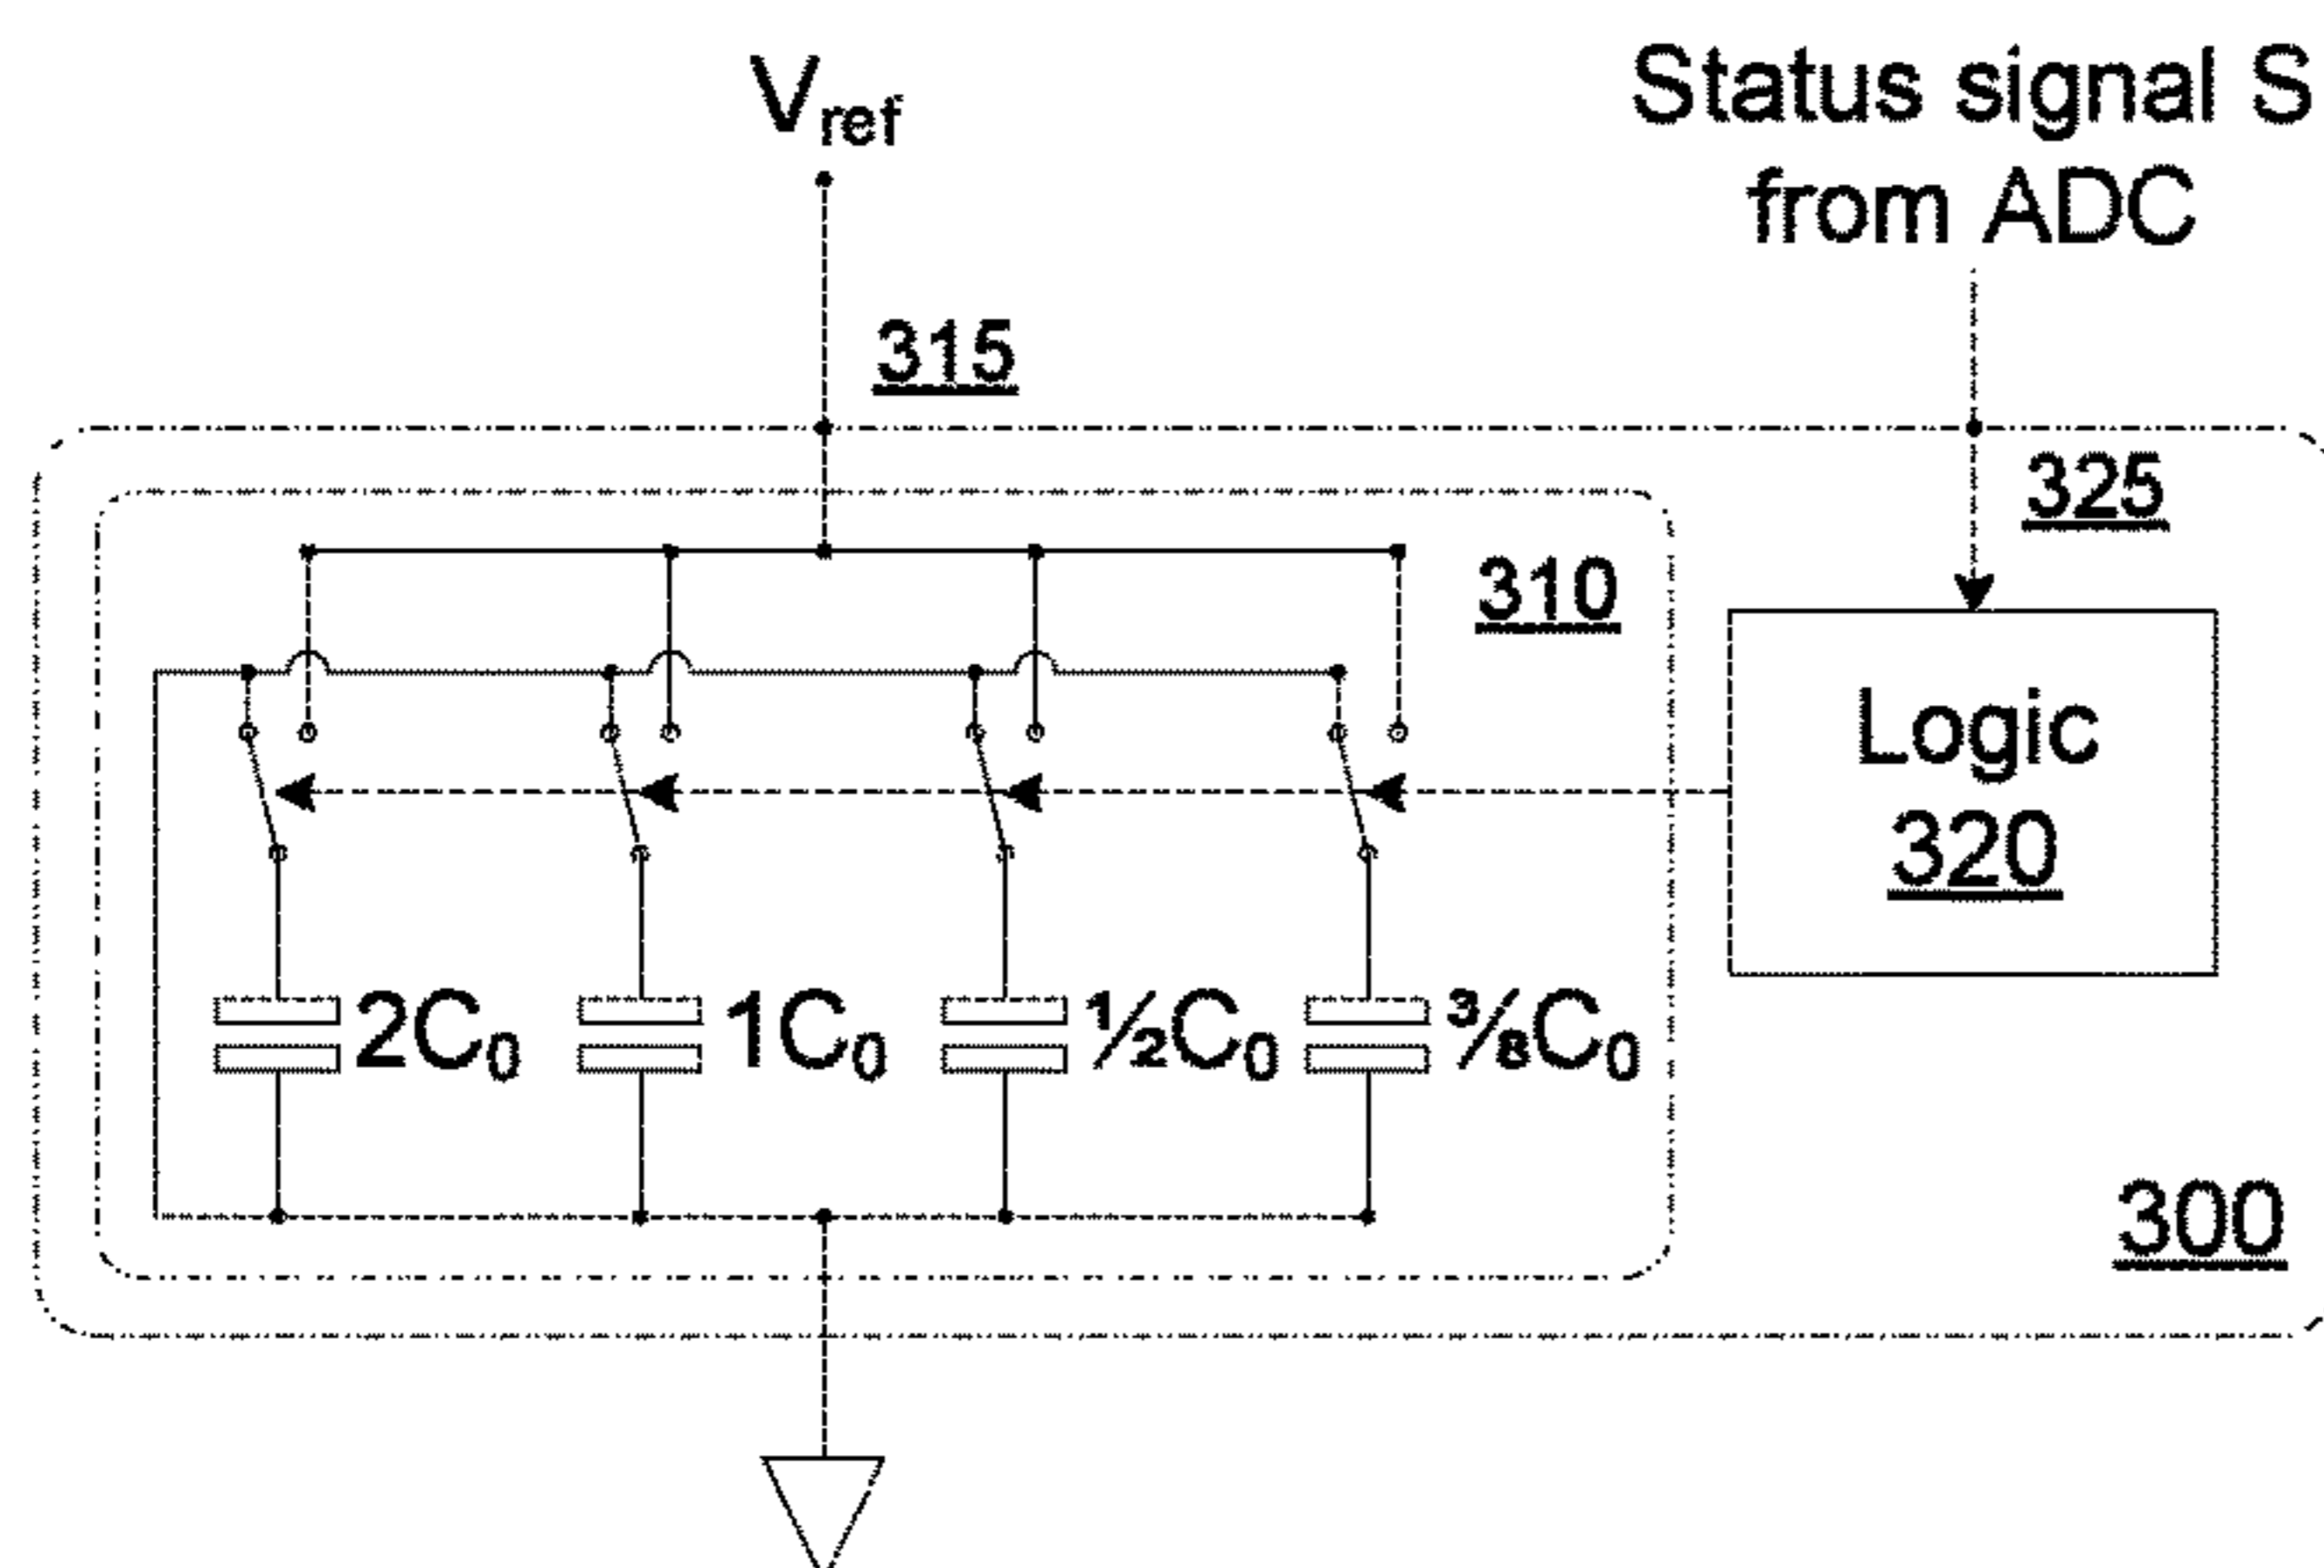 Vref
Status signal S
from ADC
315
325
310
Logic
320
2C₀
1C₀
½C₀
⅜C₀
300